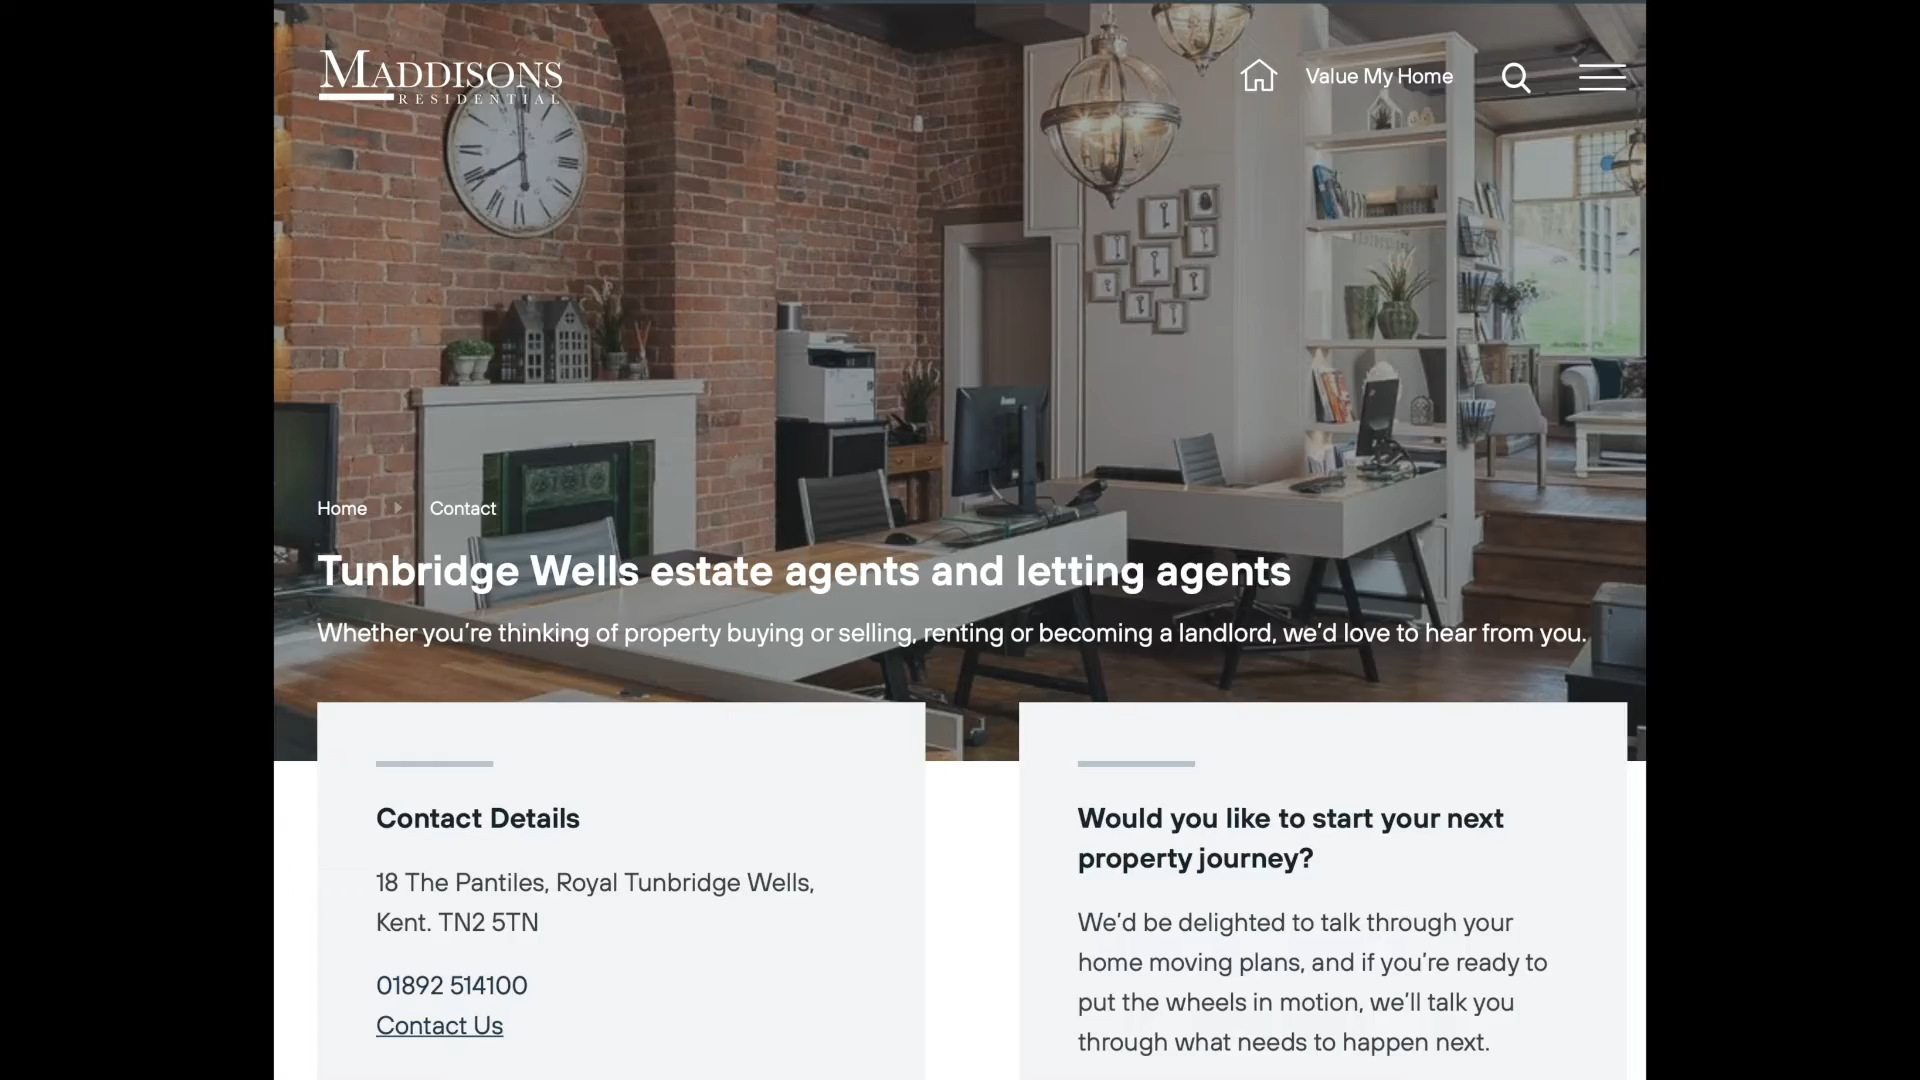 MADDISONS
RESIDENTIAL
Value My Home
Home
Contact
Tunbridge Wells estate agents and letting agents
Whether you’re thinking of property buying or selling, renting or becoming a landlord, we’d love to hear from you.
Contact Details
18 The Pantiles, Royal Tunbridge Wells,
Kent. TN2 5TN
01892 514100
Contact Us
Would you like to start your next
property journey?
We’d be delighted to talk through your
home moving plans, and if you’re ready to
put the wheels in motion, we’ll talk you
through what needs to happen next.